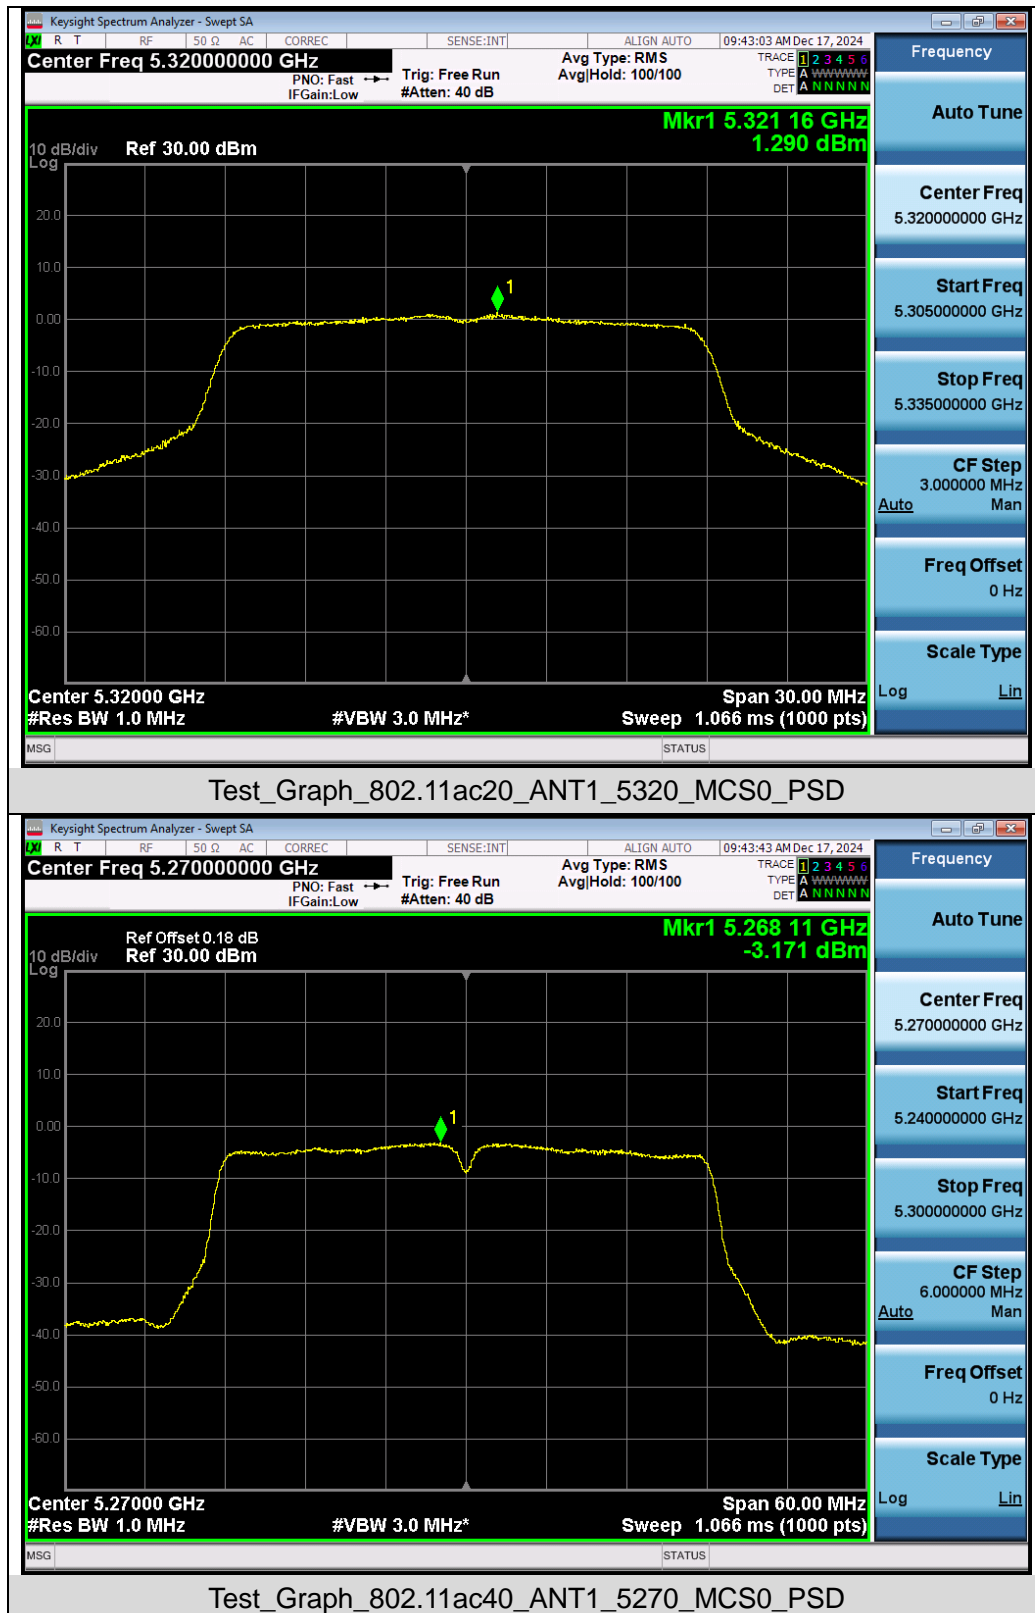 Keysight Spectrum Analyzer - Swept SA
LXI R T RF 50 Ω AC CORREC SENSE:INT ALIGN AUTO 09:43:03 AM Dec 17, 2024
Center Freq 5.320000000 GHz
PNO: Fast
IFGain:Low
Trig: Free Run
#Atten: 40 dB
Avg Type: RMS
Avg|Hold: 100/100
TRACE 1 2 3 4 5 6
TYPE A WWWWW
DET A N N N N N
Mkr1 5.321 16 GHz
1.290 dBm
10 dB/div Ref 30.00 dBm
Log
20.0
10.0
0.00
-10.0
-20.0
-30.0
-40.0
-50.0
-60.0
1
Center 5.32000 GHz Span 30.00 MHz
#Res BW 1.0 MHz #VBW 3.0 MHz* Sweep 1.066 ms (1000 pts)
MSG STATUS
Frequency
Auto Tune
Center Freq
5.320000000 GHz
Start Freq
5.305000000 GHz
Stop Freq
5.335000000 GHz
CF Step
3.000000 MHz
Auto Man
Freq Offset
0 Hz
Scale Type
Log Lin
Test_Graph_802.11ac20_ANT1_5320_MCS0_PSD
Keysight Spectrum Analyzer - Swept SA
LXI R T RF 50 Ω AC CORREC SENSE:INT ALIGN AUTO 09:43:43 AM Dec 17, 2024
Center Freq 5.270000000 GHz
PNO: Fast
IFGain:Low
Trig: Free Run
#Atten: 40 dB
Avg Type: RMS
Avg|Hold: 100/100
TRACE 1 2 3 4 5 6
TYPE A WWWWW
DET A N N N N N
Mkr1 5.268 11 GHz
-3.171 dBm
Ref Offset 0.18 dB
10 dB/div Ref 30.00 dBm
Log
20.0
10.0
0.00
-10.0
-20.0
-30.0
-40.0
-50.0
-60.0
1
Center 5.27000 GHz Span 60.00 MHz
#Res BW 1.0 MHz #VBW 3.0 MHz* Sweep 1.066 ms (1000 pts)
MSG STATUS
Frequency
Auto Tune
Center Freq
5.270000000 GHz
Start Freq
5.240000000 GHz
Stop Freq
5.300000000 GHz
CF Step
6.000000 MHz
Auto Man
Freq Offset
0 Hz
Scale Type
Log Lin
Test_Graph_802.11ac40_ANT1_5270_MCS0_PSD